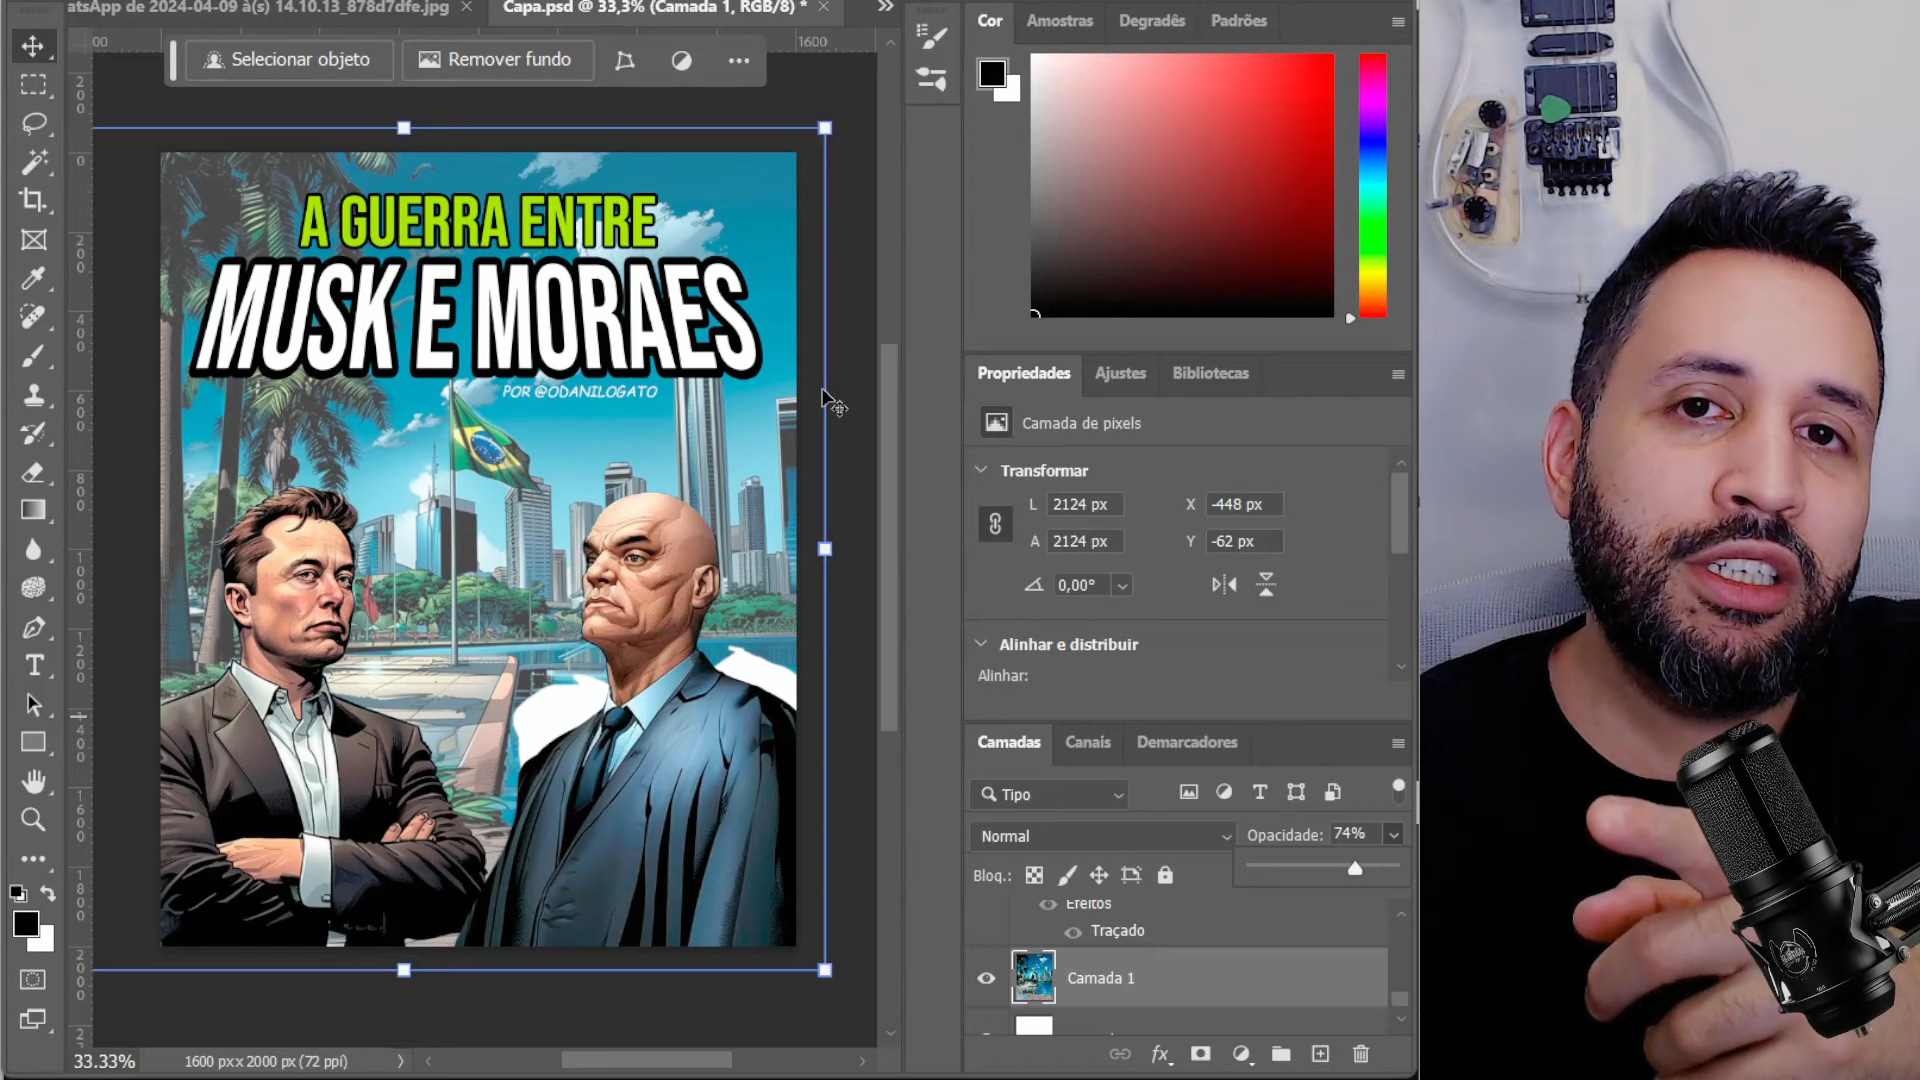 atsApp de 2024-04-09 à(s) 14.10.13_878d7dfe.jpg ×
Capa.psd @ 33,3% (Camada 1, RGB/8) * ×
Selecionar objeto
Remover fundo
1600
A GUERRA ENTRE
MUSK E MORAES
POR @ODANILOGATO
33.33%
1600 px x 2000 px (72 ppi)
Cor
Amostras
Degradês
Padrões
Propriedades
Ajustes
Bibliotecas
Camada de pixels
Transformar
L 2124 px X -448 px
A 2124 px Y -62 px
0,00°
Alinhar e distribuir
Alinhar:
Camadas
Canais
Demarcadores
Tipo
Normal
Opacidade: 74%
Bloq.:
Efeitos
Traçado
Camada 1